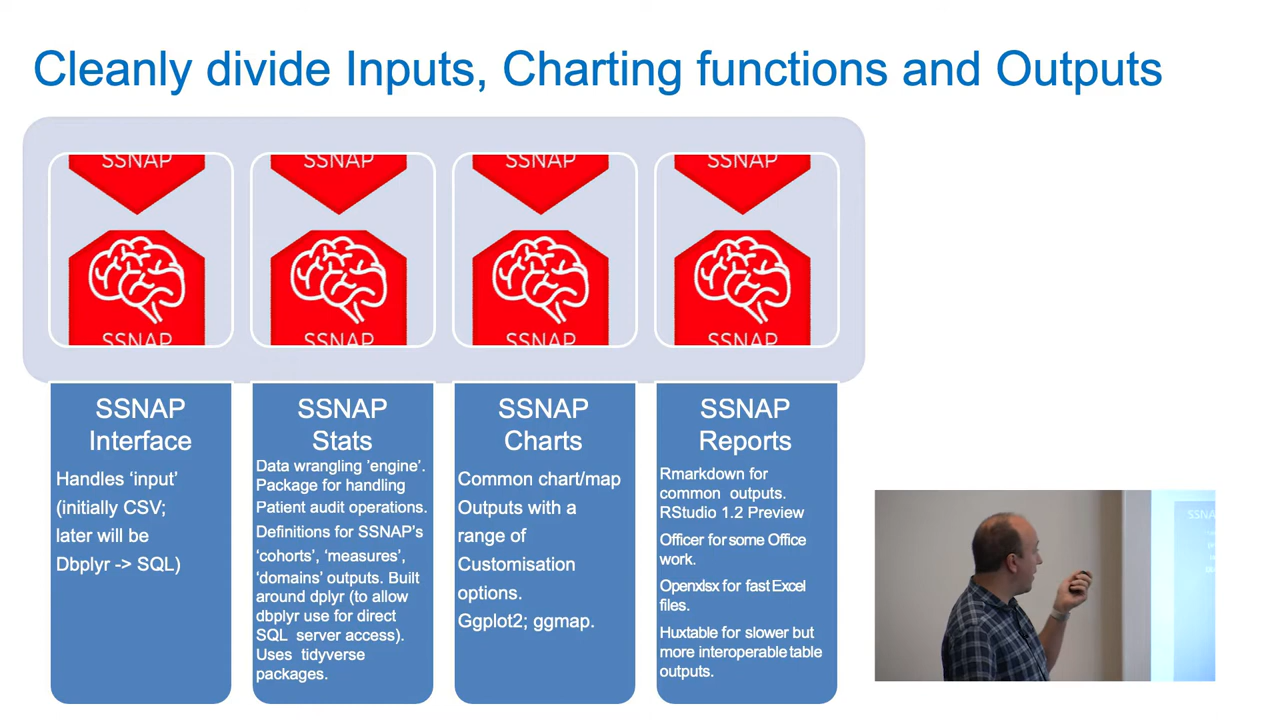 Cleanly divide Inputs, Charting functions and Outputs
SSNAP
SSNAP
SSNAP
SSNAP
SSNAP
SSNAP
SSNAP
SSNAP
SSNAP
Interface
Handles ‘input’
(initially CSV;
later will be
Dbplyr -> SQL)
SSNAP
Stats
Data wrangling ’engine’.
Package for handling
Patient audit operations.
Definitions for SSNAP’s
‘cohorts’, ‘measures’,
‘domains’ outputs. Built
around dplyr (to allow
dbplyr use for direct
SQL server access).
Uses tidyverse
packages.
SSNAP
Charts
Common chart/map
Outputs with a
range of
Customisation
options.
Ggplot2; ggmap.
SSNAP
Reports
Rmarkdown for
common outputs.
RStudio 1.2 Preview
Officer for some Office
work.
Openxlsx for fast Excel
files.
Huxtable for slower but
more interoperable table
outputs.